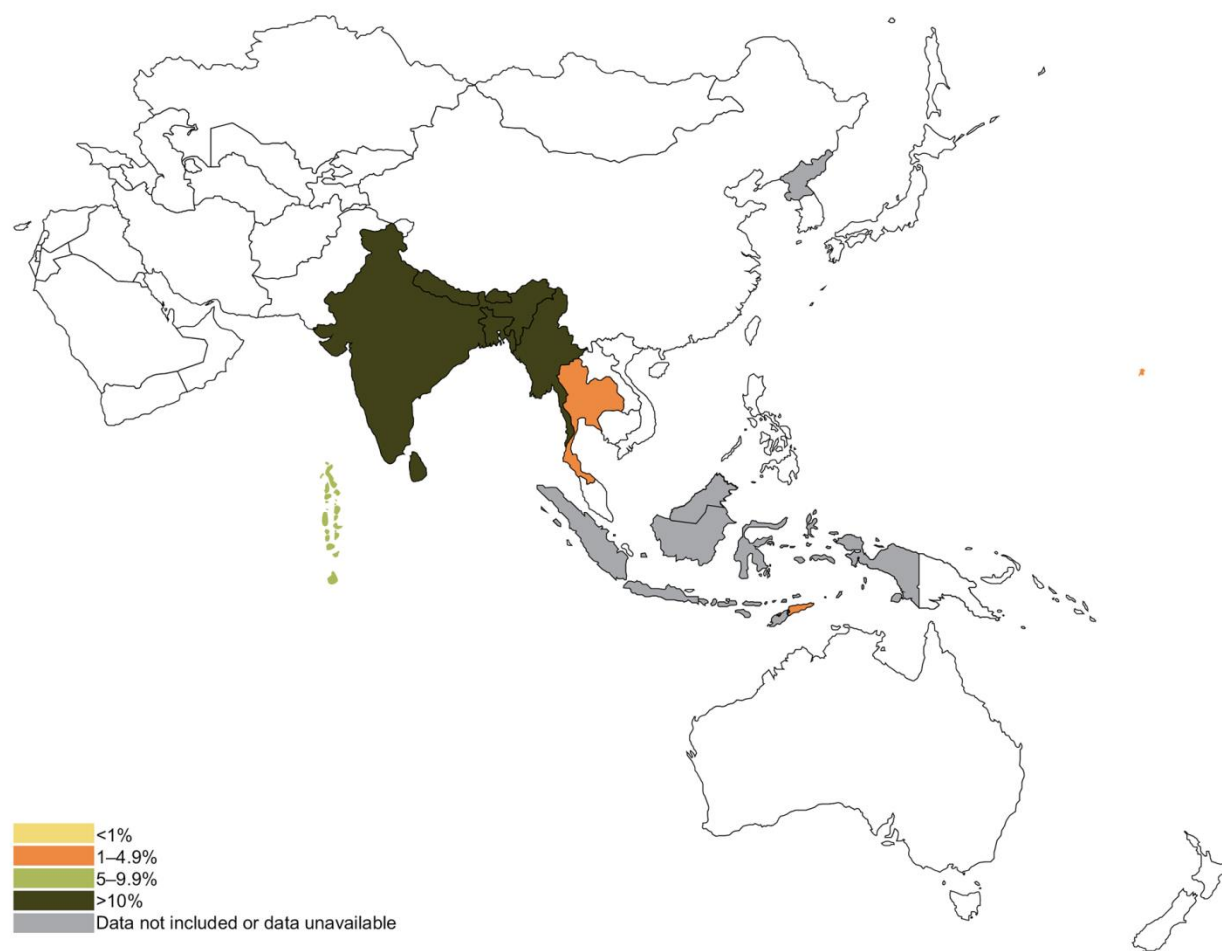 <1%
1–4.9%
5–9.9%
>10%
Data not included or data unavailable